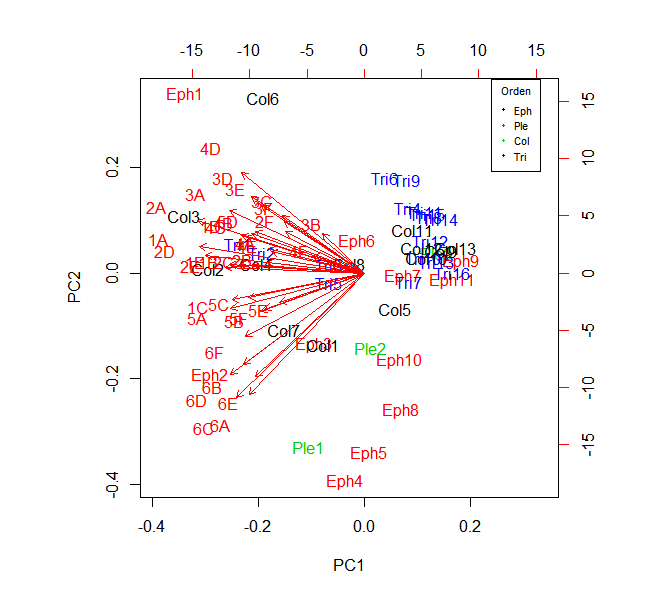 -15 -10 -5 0 5 10 15
Orden
Eph
Ple
Col
Tri
Eph1
Col6
15
4D
10
0.2
3D
3E
Tri6
Tri9
3A
3C
2A
Col3
Tri4
5
2F
3B
Col11
1A
Eph6
Tri12
2D
Tri2
Col2
0.0
0
Eph7
Eph9
Tri7
Tri16
Eph11
1C
5C
5A
5B
5E
Col5
-5
Col7
Eph3
Col1
Ple2
6F
Eph10
Eph2
-0.2
6B
-10
6D
6E
Eph8
6C
6A
Ple1
Eph5
-15
Eph4
-0.4
-0.4 -0.2 0.0 0.2
PC1
PC2